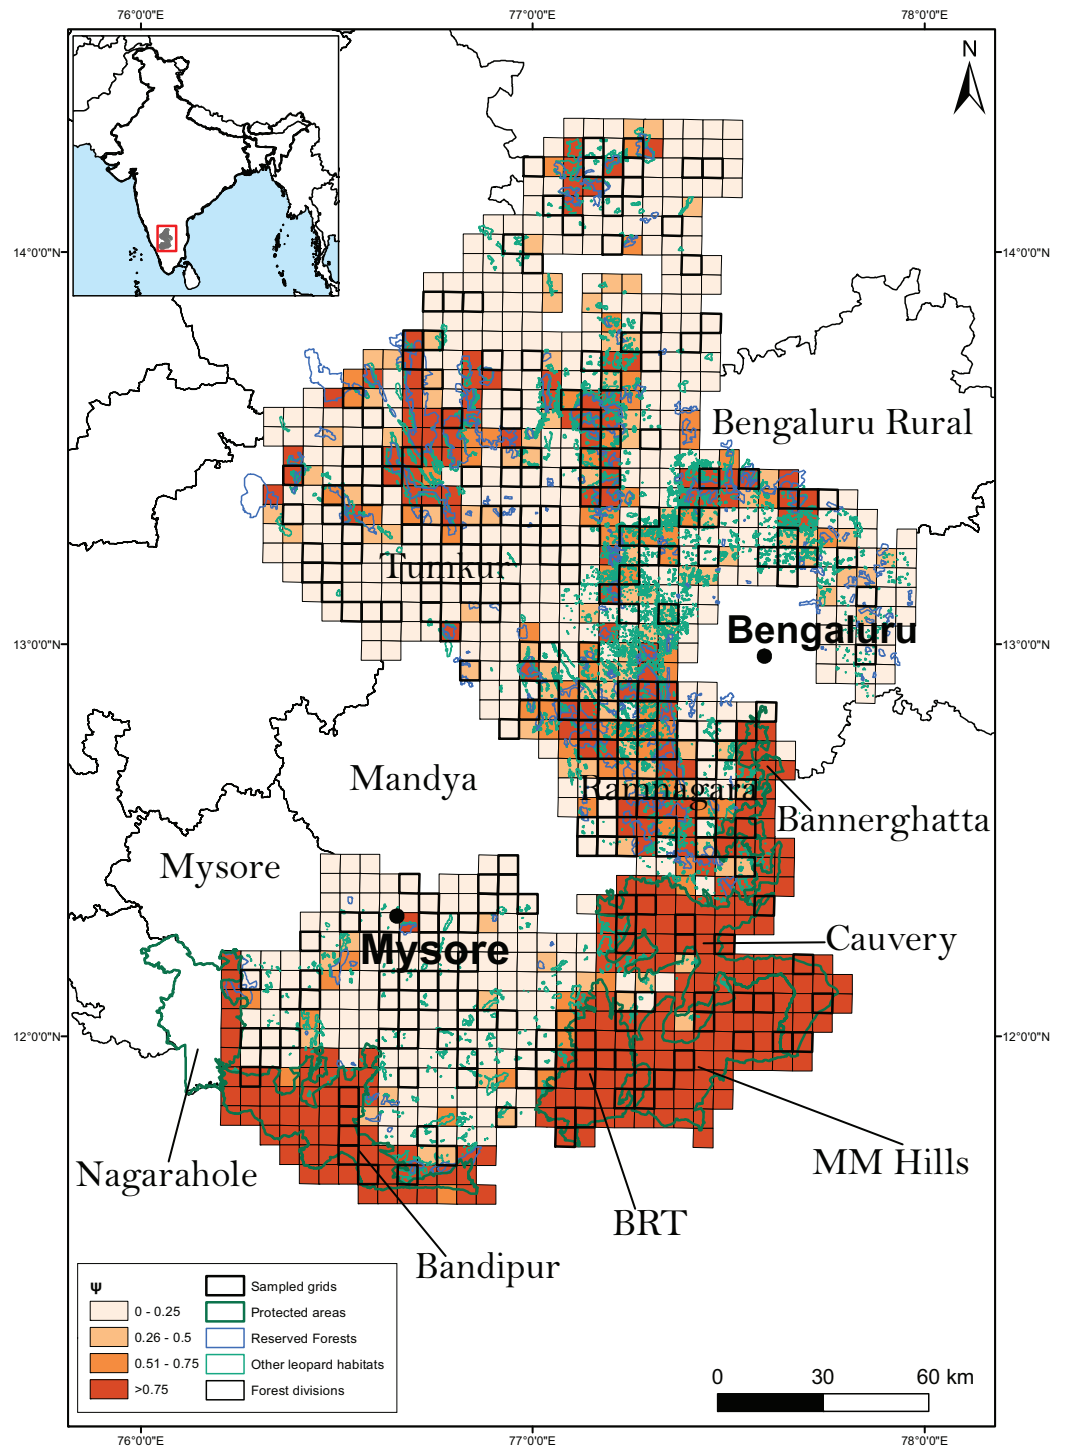 76°0'0"E 77°0'0"E 78°0'0"E
N
14°0'0"N 14°0'0"N
Bengaluru Rural
Tumkur
13°0'0"N 13°0'0"N
Bengaluru
Mandya
Ramnagara
Bannerghatta
Mysore
Mysore
Cauvery
12°0'0"N 12°0'0"N
Nagarahole
MM Hills
BRT
Bandipur
ψ
0 - 0.25
0.26 - 0.5
0.51 - 0.75
>0.75
Sampled grids
Protected areas
Reserved Forests
Other leopard habitats
Forest divisions
0 30 60 km
76°0'0"E 77°0'0"E 78°0'0"E